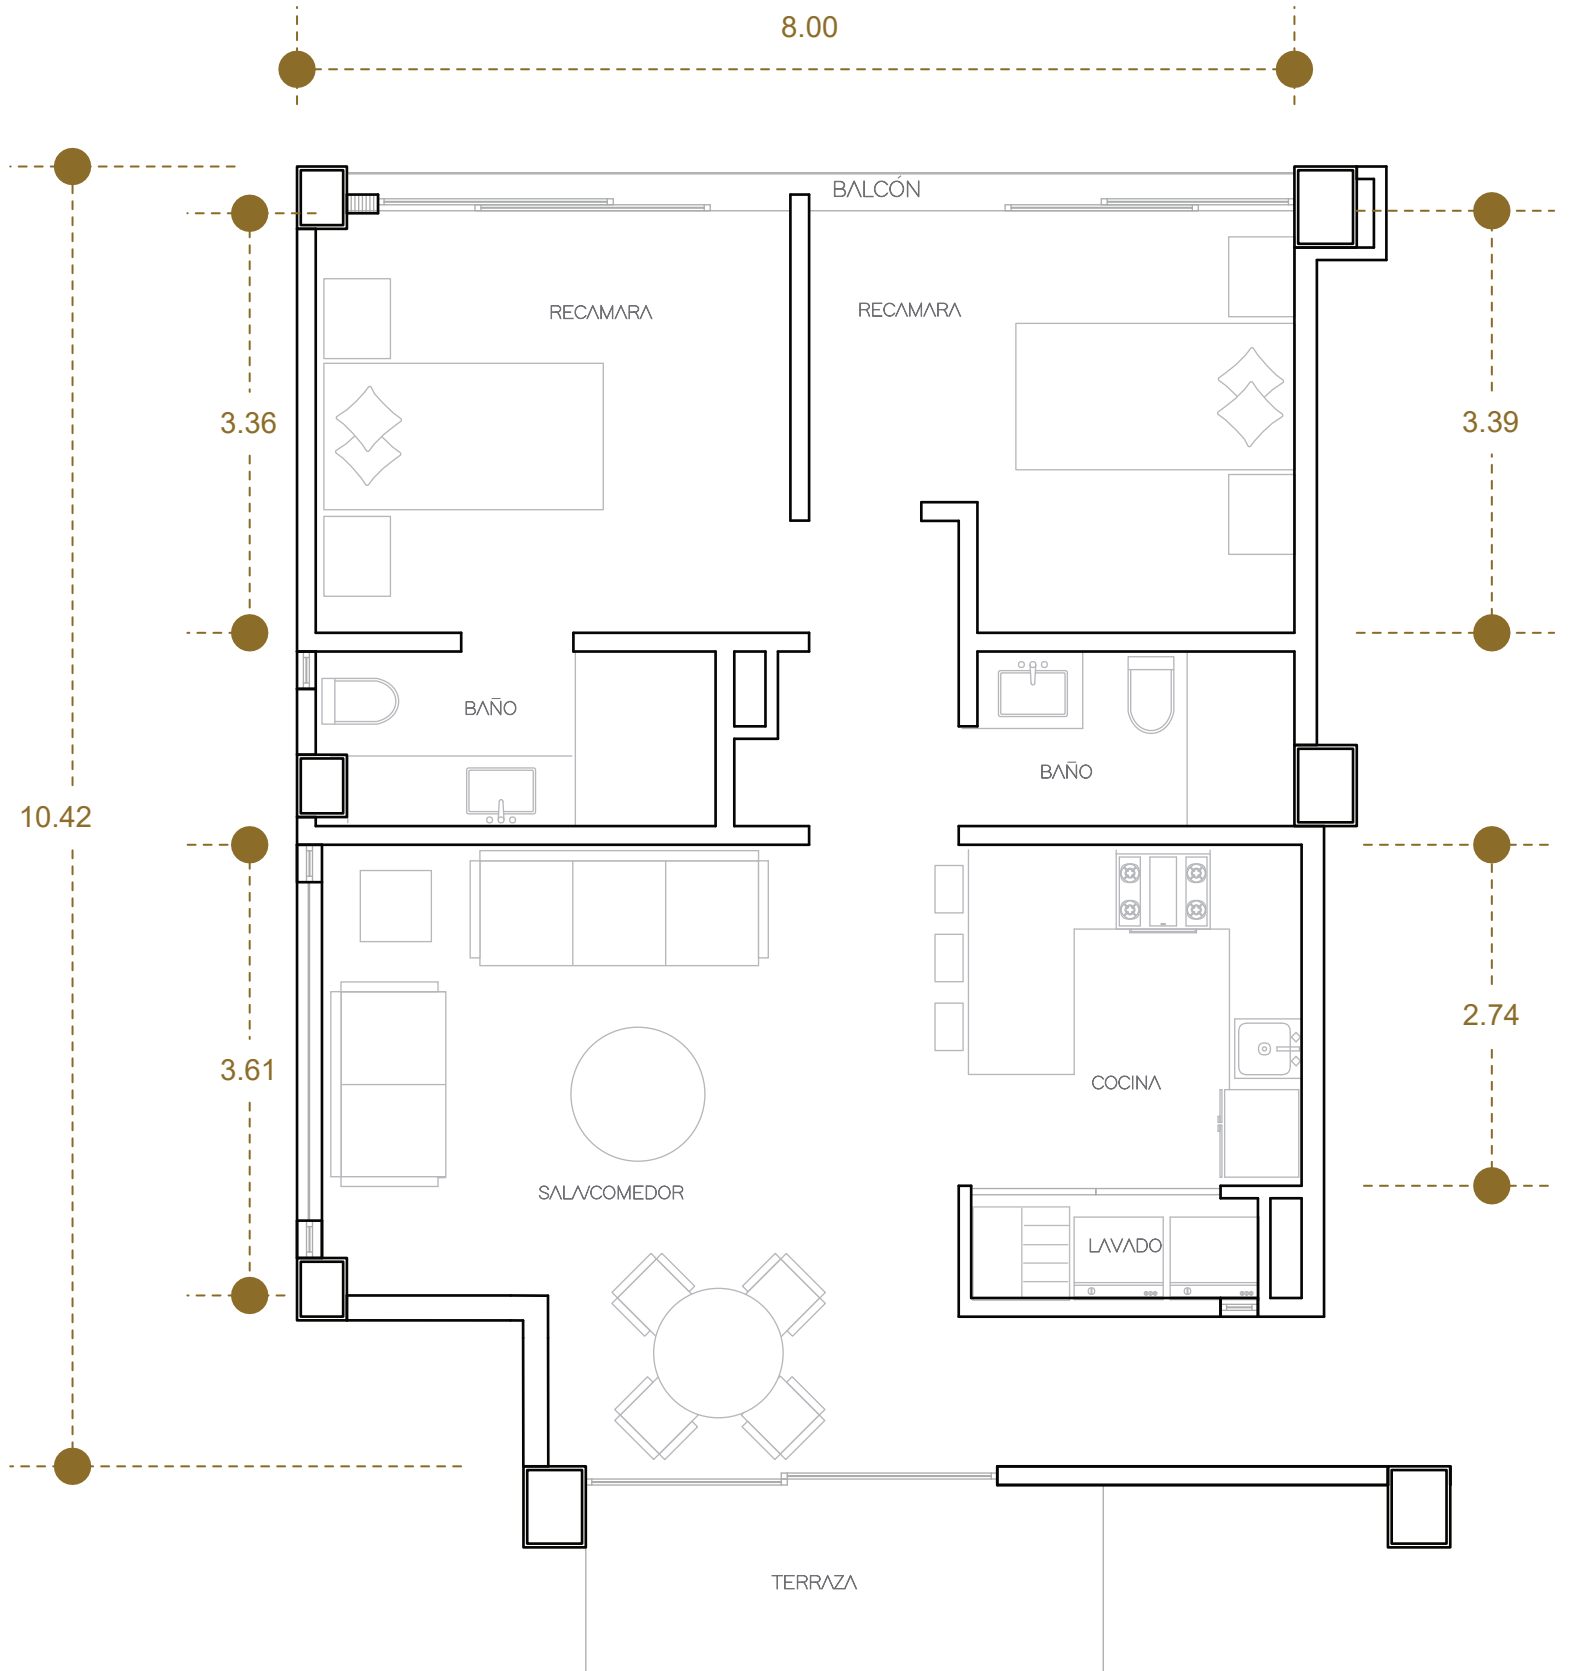 8.00
BALCÓN
RECAMARA
RECAMARA
3.36
3.39
BAÑO
BAÑO
10.42
2.74
3.61
COCINA
SALA/COMEDOR
LAVADO
TERRAZA